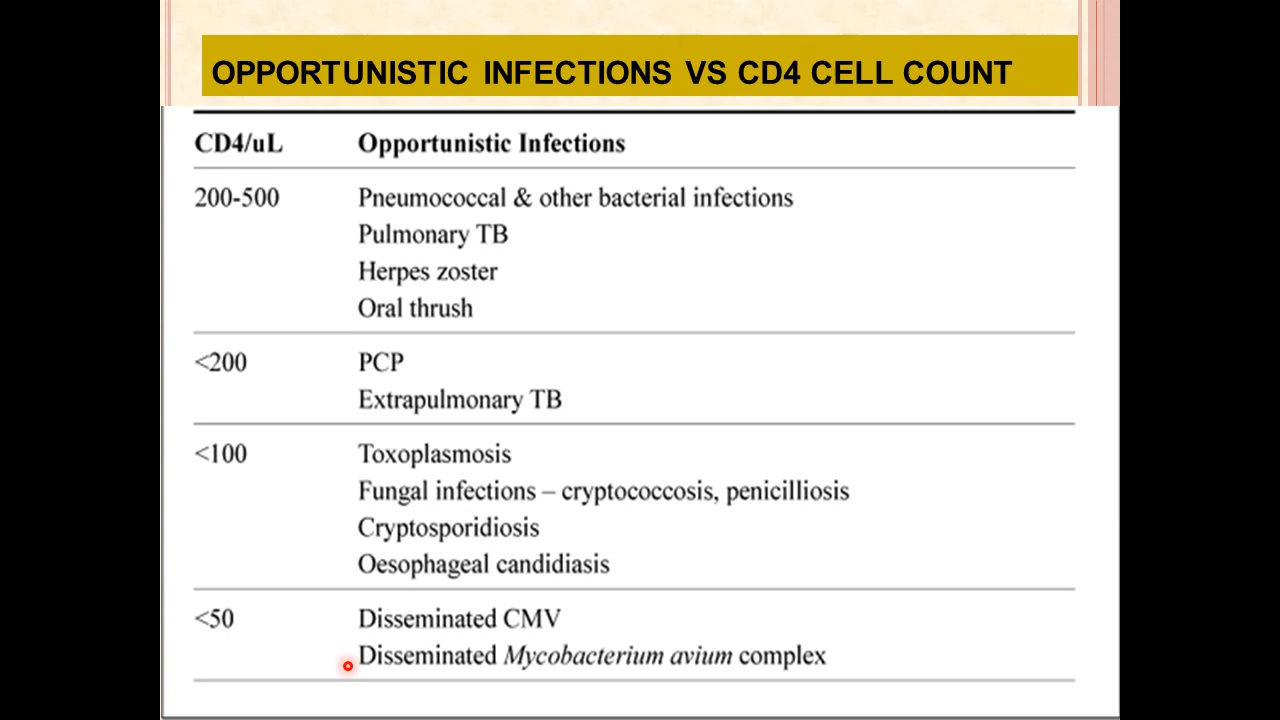 OPPORTUNISTIC INFECTIONS VS CD4 CELL COUNT
CD4/uL Opportunistic Infections
200-500 Pneumococcal & other bacterial infections
Pulmonary TB
Herpes zoster
Oral thrush
<200 PCP
Extrapulmonary TB
<100 Toxoplasmosis
Fungal infections – cryptococcosis, penicilliosis
Cryptosporidiosis
Oesophageal candidiasis
<50 Disseminated CMV
Disseminated Mycobacterium avium complex